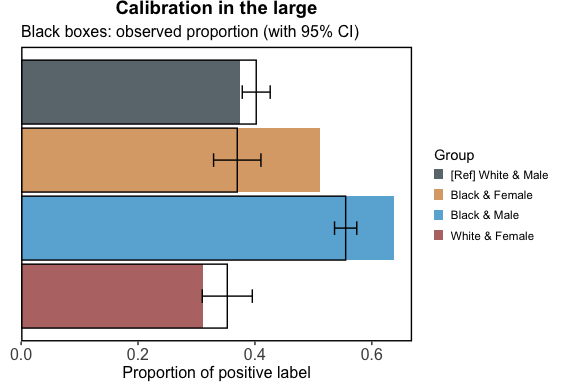 Calibration in the large
Black boxes: observed proportion (with 95% CI)
Group
[Ref] White & Male
Black & Female
Black & Male
White & Female
0.0 0.2 0.4 0.6
Proportion of positive label